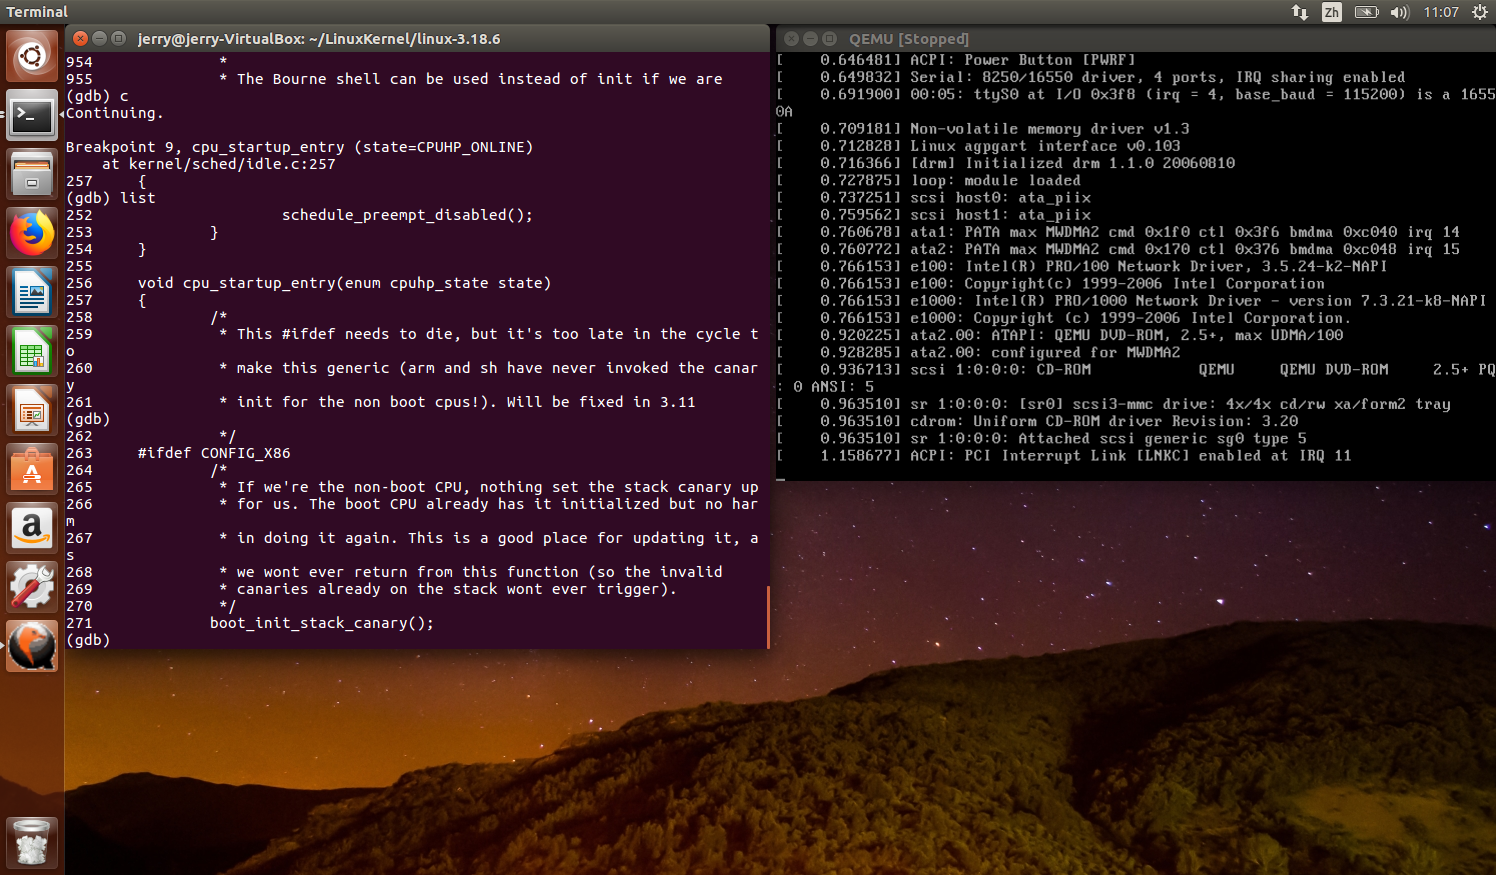 Terminal
Zh
11:07
jerry@jerry-VirtualBox: ~/LinuxKernel/linux-3.18.6
954 *
955 * The Bourne shell can be used instead of init if we are
(gdb) c
Continuing.
Breakpoint 9, cpu_startup_entry (state=CPUHP_ONLINE)
at kernel/sched/idle.c:257
257 {
(gdb) list
252 schedule_preempt_disabled();
253 }
254 }
255
256 void cpu_startup_entry(enum cpuhp_state state)
257 {
258 /*
259 * This #ifdef needs to die, but it's too late in the cycle t
o
260 * make this generic (arm and sh have never invoked the canar
y
261 * init for the non boot cpus!). Will be fixed in 3.11
(gdb)
262 */
263 #ifdef CONFIG_X86
264 /*
265 * If we're the non-boot CPU, nothing set the stack canary up
266 * for us. The boot CPU already has it initialized but no har
m
267 * in doing it again. This is a good place for updating it, a
s
268 * we wont ever return from this function (so the invalid
269 * canaries already on the stack wont ever trigger).
270 */
271 boot_init_stack_canary();
(gdb)
QEMU [Stopped]
[ 0.646481] ACPI: Power Button [PWRF]
[ 0.649832] Serial: 8250/16550 driver, 4 ports, IRQ sharing enabled
[ 0.691900] 00:05: ttyS0 at I/O 0x3f8 (irq = 4, base_baud = 115200) is a 1655
0A
[ 0.709181] Non-volatile memory driver v1.3
[ 0.712828] Linux agpgart interface v0.103
[ 0.716366] [drm] Initialized drm 1.1.0 20060810
[ 0.727875] loop: module loaded
[ 0.737251] scsi host0: ata_piix
[ 0.759562] scsi host1: ata_piix
[ 0.760678] ata1: PATA max MWDMA2 cmd 0x1f0 ctl 0x3f6 bmdma 0xc040 irq 14
[ 0.760772] ata2: PATA max MWDMA2 cmd 0x170 ctl 0x376 bmdma 0xc048 irq 15
[ 0.766153] e100: Intel(R) PRO/100 Network Driver, 3.5.24-k2-NAPI
[ 0.766153] e100: Copyright(c) 1999-2006 Intel Corporation
[ 0.766153] e1000: Intel(R) PRO/1000 Network Driver - version 7.3.21-k8-NAPI
[ 0.766153] e1000: Copyright (c) 1999-2006 Intel Corporation.
[ 0.920225] ata2.00: ATAPI: QEMU DVD-ROM, 2.5+, max UDMA/100
[ 0.928285] ata2.00: configured for MWDMA2
[ 0.936713] scsi 1:0:0:0: CD-ROM QEMU QEMU DVD-ROM 2.5+ PQ
: 0 ANSI: 5
[ 0.963510] sr 1:0:0:0: [sr0] scsi3-mmc drive: 4x/4x cd/rw xa/form2 tray
[ 0.963510] cdrom: Uniform CD-ROM driver Revision: 3.20
[ 0.963510] sr 1:0:0:0: Attached scsi generic sg0 type 5
[ 1.158677] ACPI: PCI Interrupt Link [LNKC] enabled at IRQ 11